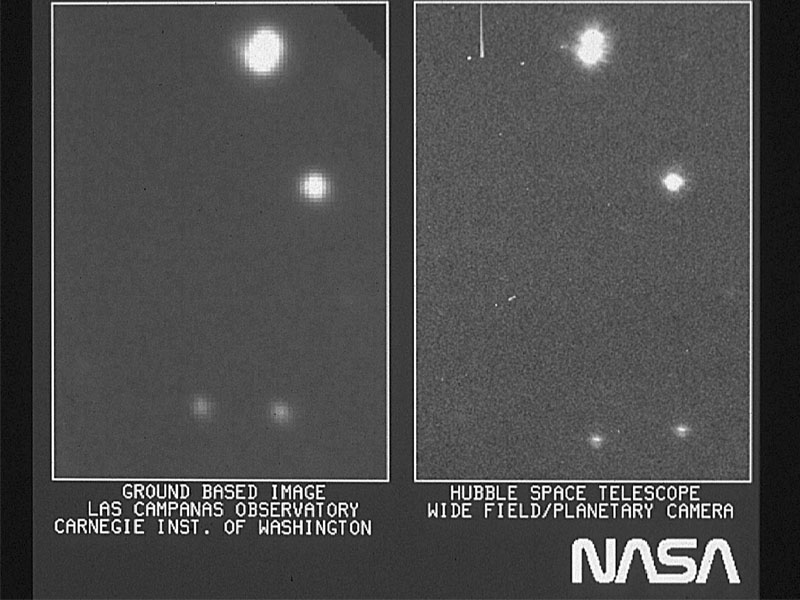 GROUND BASED IMAGE
LAS CAMPANAS OBSERVATORY
CARNEGIE INST. OF WASHINGTON
HUBBLE SPACE TELESCOPE
WIDE FIELD/PLANETARY CAMERA
NASA